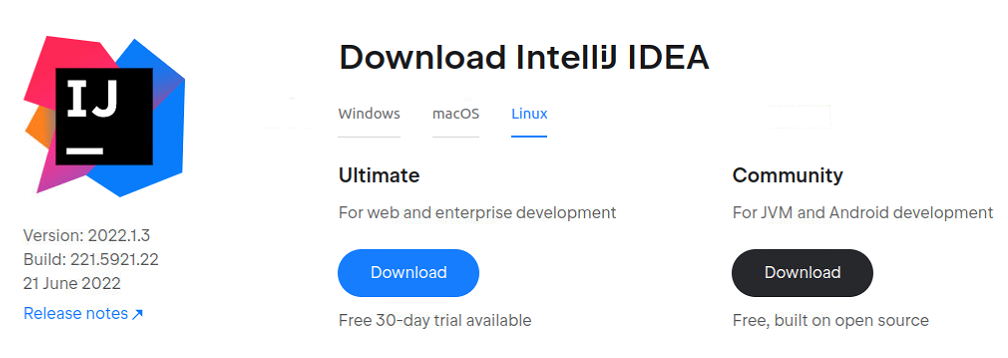 IJ
Download IntelliJ IDEA
Windows macOS Linux
Ultimate
For web and enterprise development
Download
Free 30-day trial available
Community
For JVM and Android development
Download
Free, built on open source
Version: 2022.1.3
Build: 221.5921.22
21 June 2022
Release notes ↗